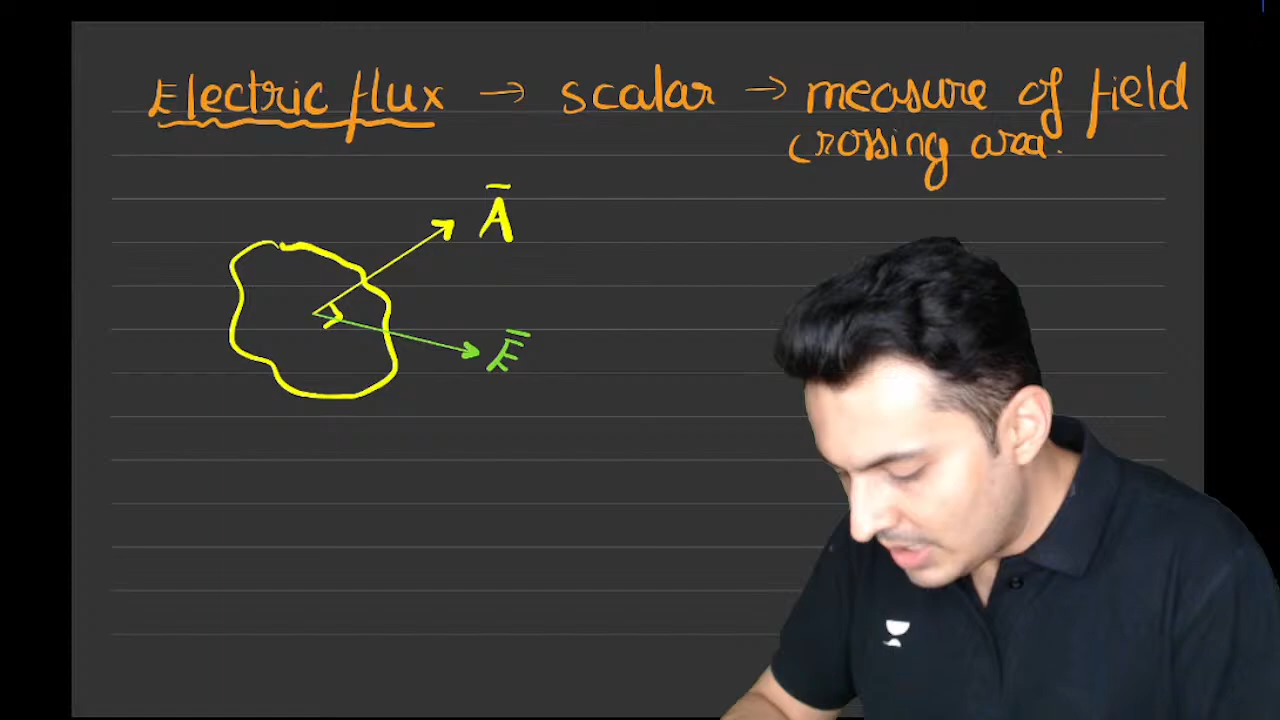 Electric flux → scalar → measure of field
crossing area.
Ā
Ē